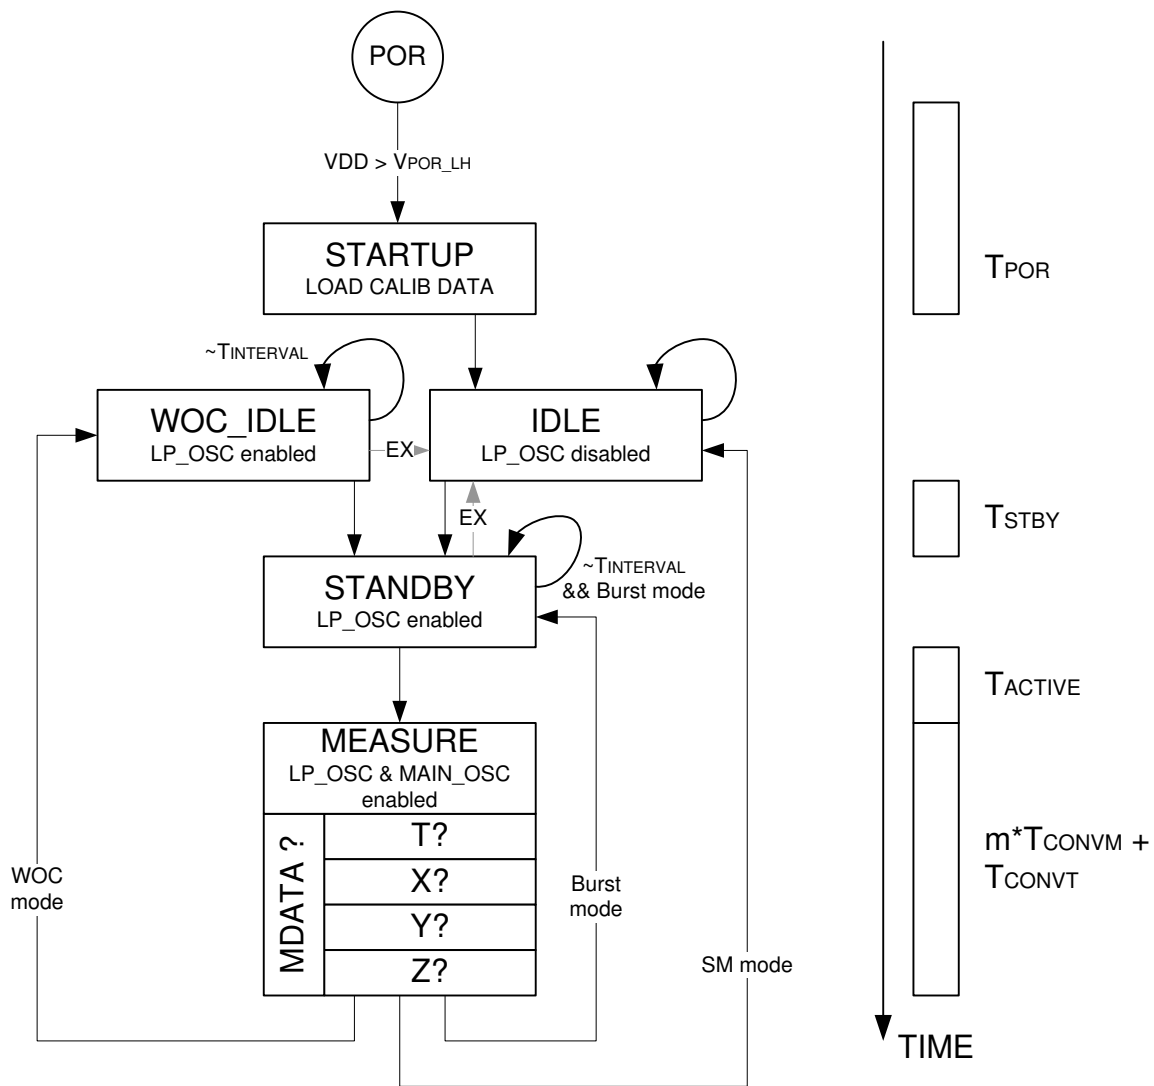 POR
VDD > VPOR_LH
STARTUP
LOAD CALIB DATA
TPOR
~TINTERVAL
WOC_IDLE
LP_OSC enabled
EX
IDLE
LP_OSC disabled
EX
TSTBY
STANDBY
LP_OSC enabled
~TINTERVAL
&& Burst mode
TACTIVE
MEASURE
LP_OSC & MAIN_OSC
enabled
MDATA ?
T?
X?
Y?
Z?
WOC
mode
Burst
mode
SM mode
m*TCONVM +
TCONVT
TIME